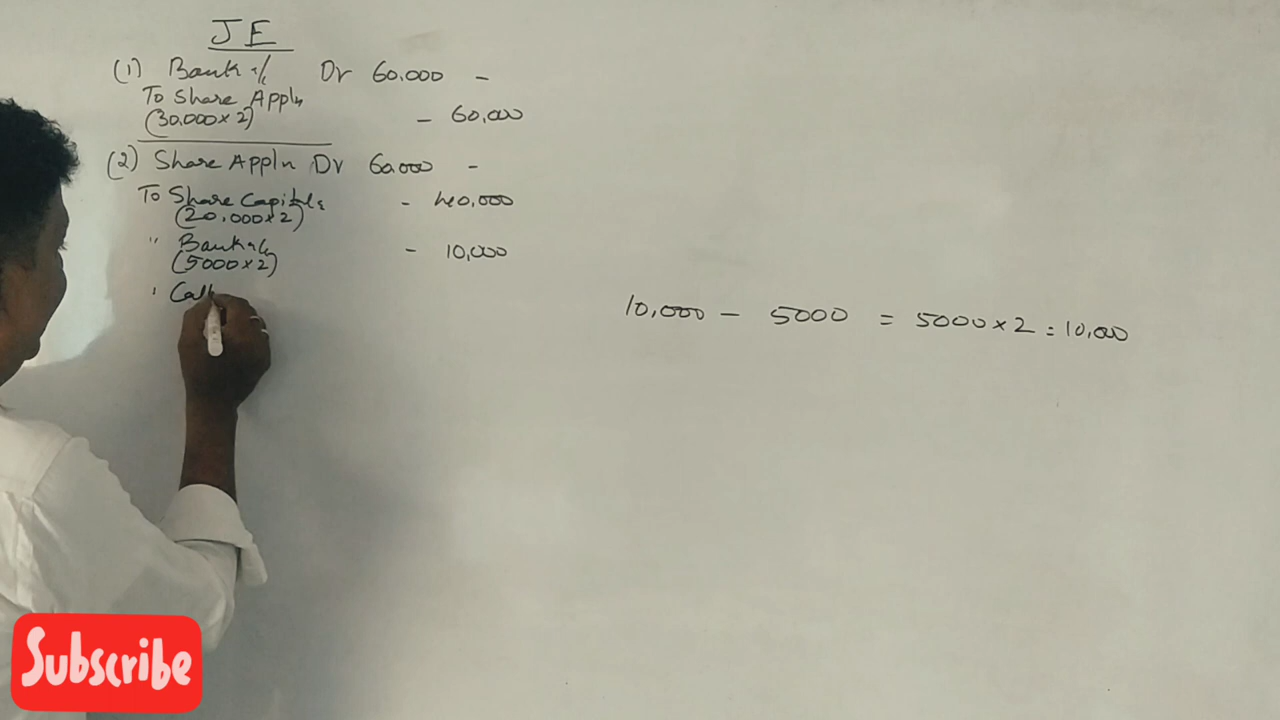 JE
(1) Bank a/c Dr 60,000 -
To Share Appln
(30,000 × 2) - 60,000
(2) Share Appln Dr 60,000 -
To Share Capital - 40,000
(20,000 × 2)
" Bank a/c - 10,000
(5000 × 2)
" Call
10,000 - 5000 = 5000 × 2 = 10,000
Subscribe